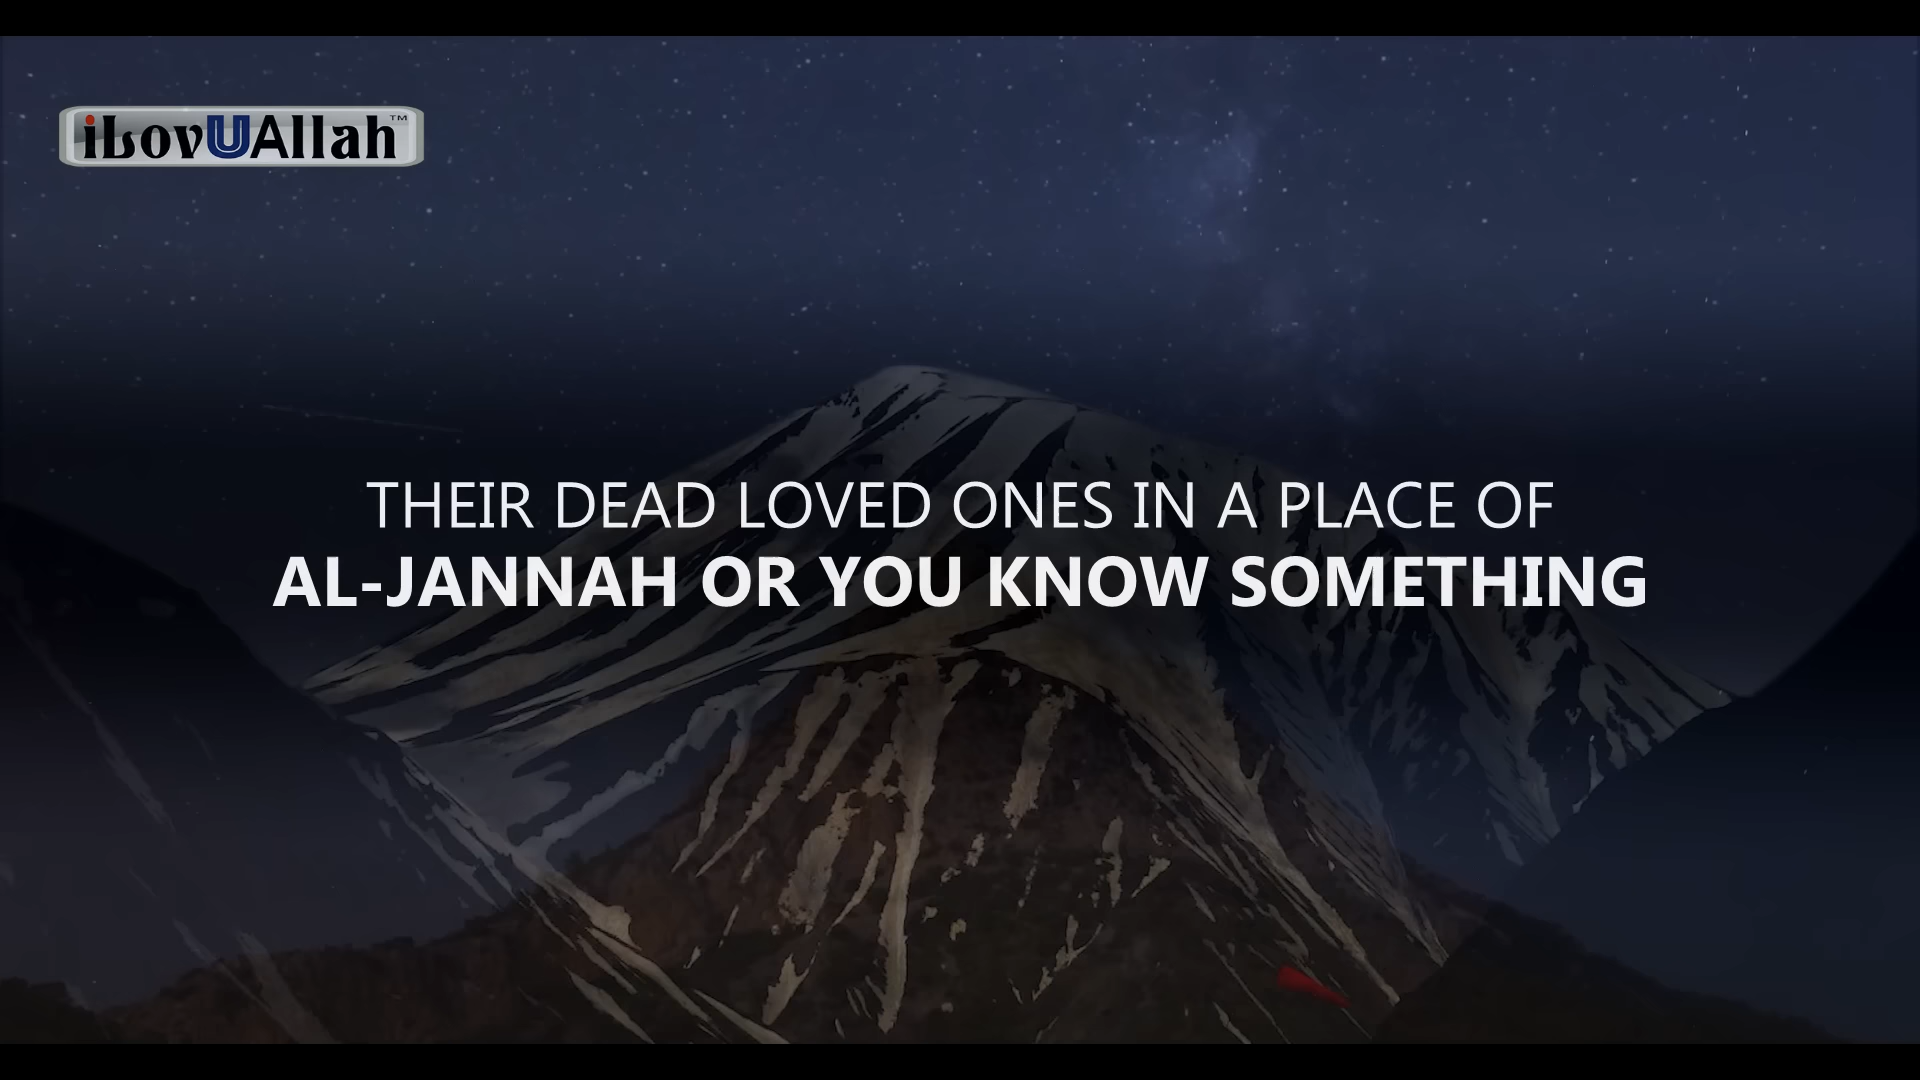 iLovUAllah™
THEIR DEAD LOVED ONES IN A PLACE OF
AL-JANNAH OR YOU KNOW SOMETHING